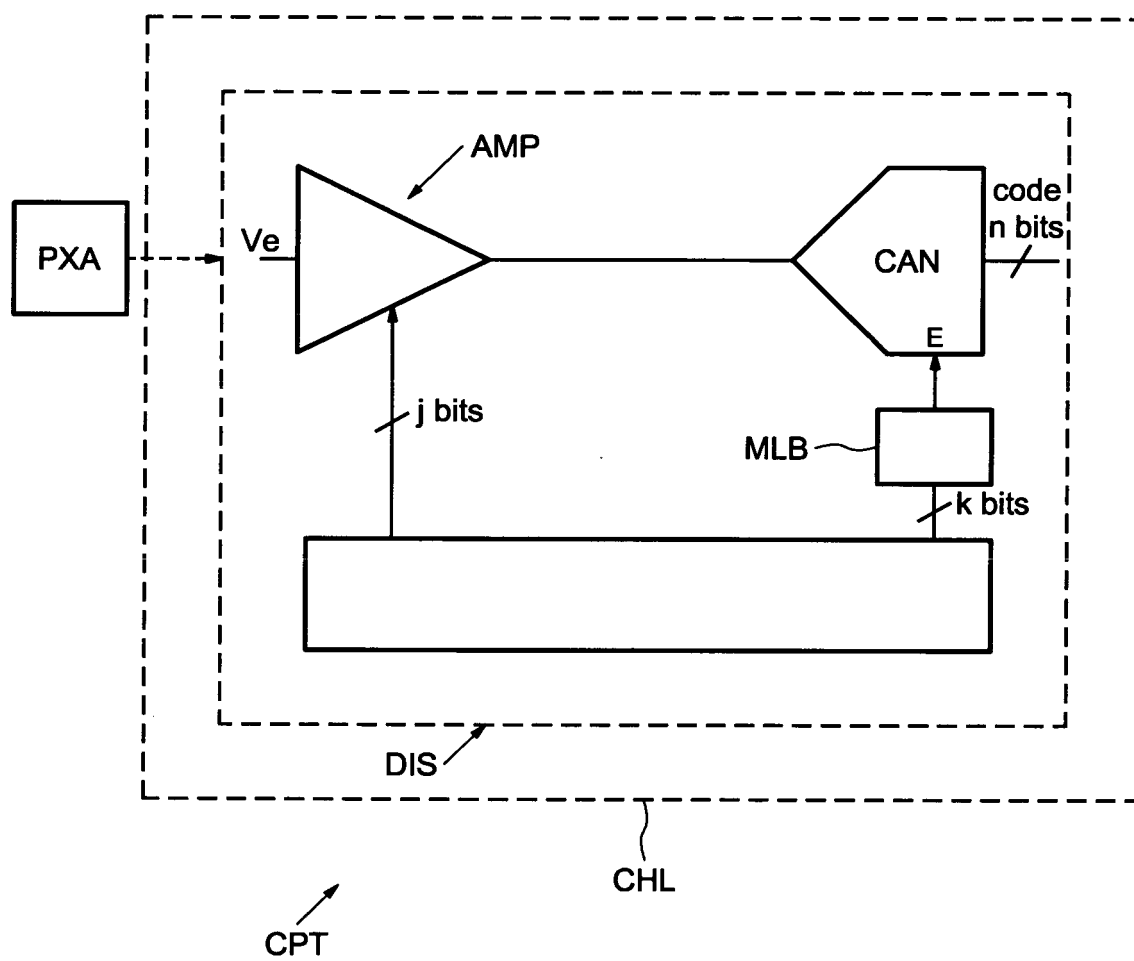 AMP
PXA
Ve
CAN
code
n bits
E
j bits
MLB
k bits
DIS
CHL
CPT